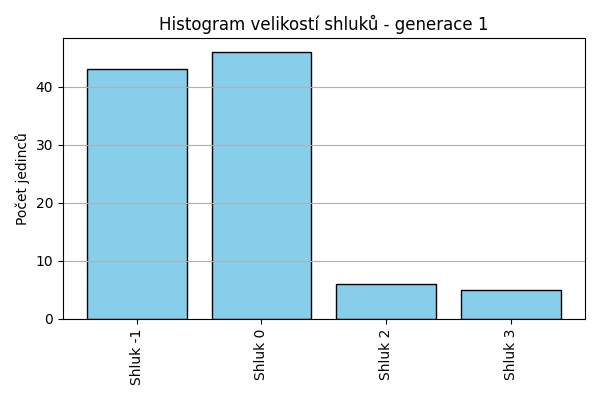 Histogram velikostí shluků - generace 1
Počet jedinců
40
30
20
10
0
Shluk -1
Shluk 0
Shluk 2
Shluk 3